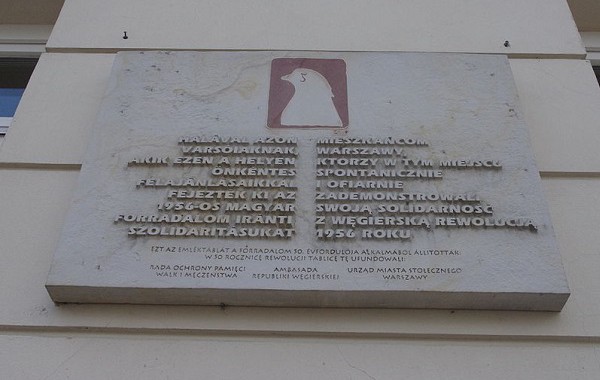 HÁLÁVAL AZON
VARSÓIAKNAK,
AKIK EZEN A HELYEN
ÖNKÉNTES
FELAJÁNLÁSAIKKAL
FEJEZTÉK KI AZ
1956-OS MAGYAR
FORRADALOM IRÁNTI
SZOLIDARITÁSUKAT
MIESZKAŃCOM
WARSZAWY,
KTÓRZY W TYM MIEJSCU
SPONTANICZNIE
I OFIARNIE
ZADEMONSTROWALI
SWOJĄ SOLIDARNOŚĆ
Z WĘGIERSKĄ REWOLUCJĄ
1956 ROKU
EZT AZ EMLÉKTÁBLÁT A FORRADALOM 50. ÉVFORDULÓJA ALKALMÁBÓL ÁLLÍTOTTÁK:
W 50 ROCZNICĘ REWOLUCJI TABLICĘ TĘ UFUNDOWALI:
RADA OCHRONY PAMIĘCI
WALK I MĘCZEŃSTWA
AMBASADA
REPUBLIKI WĘGIERSKIEJ
URZĄD MIASTA STOŁECZNEGO
WARSZAWY